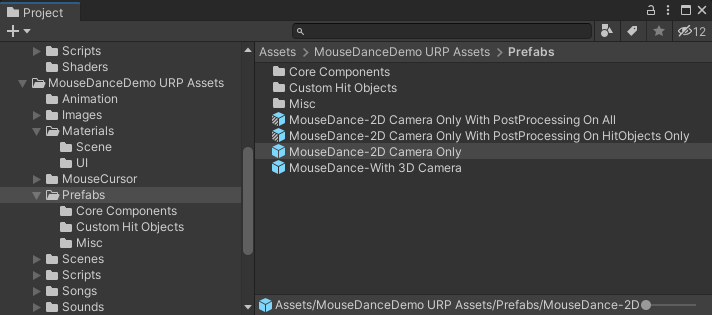 Project
12
Scripts
Shaders
MouseDanceDemo URP Assets
Animation
Images
Materials
Scene
UI
MouseCursor
Prefabs
Core Components
Custom Hit Objects
Misc
Scenes
Scripts
Songs
Sounds
Assets > MouseDanceDemo URP Assets > Prefabs
Core Components
Custom Hit Objects
Misc
MouseDance-2D Camera Only With PostProcessing On All
MouseDance-2D Camera Only With PostProcessing On HitObjects Only
MouseDance-2D Camera Only
MouseDance-With 3D Camera
Assets/MouseDanceDemo URP Assets/Prefabs/MouseDance-2D